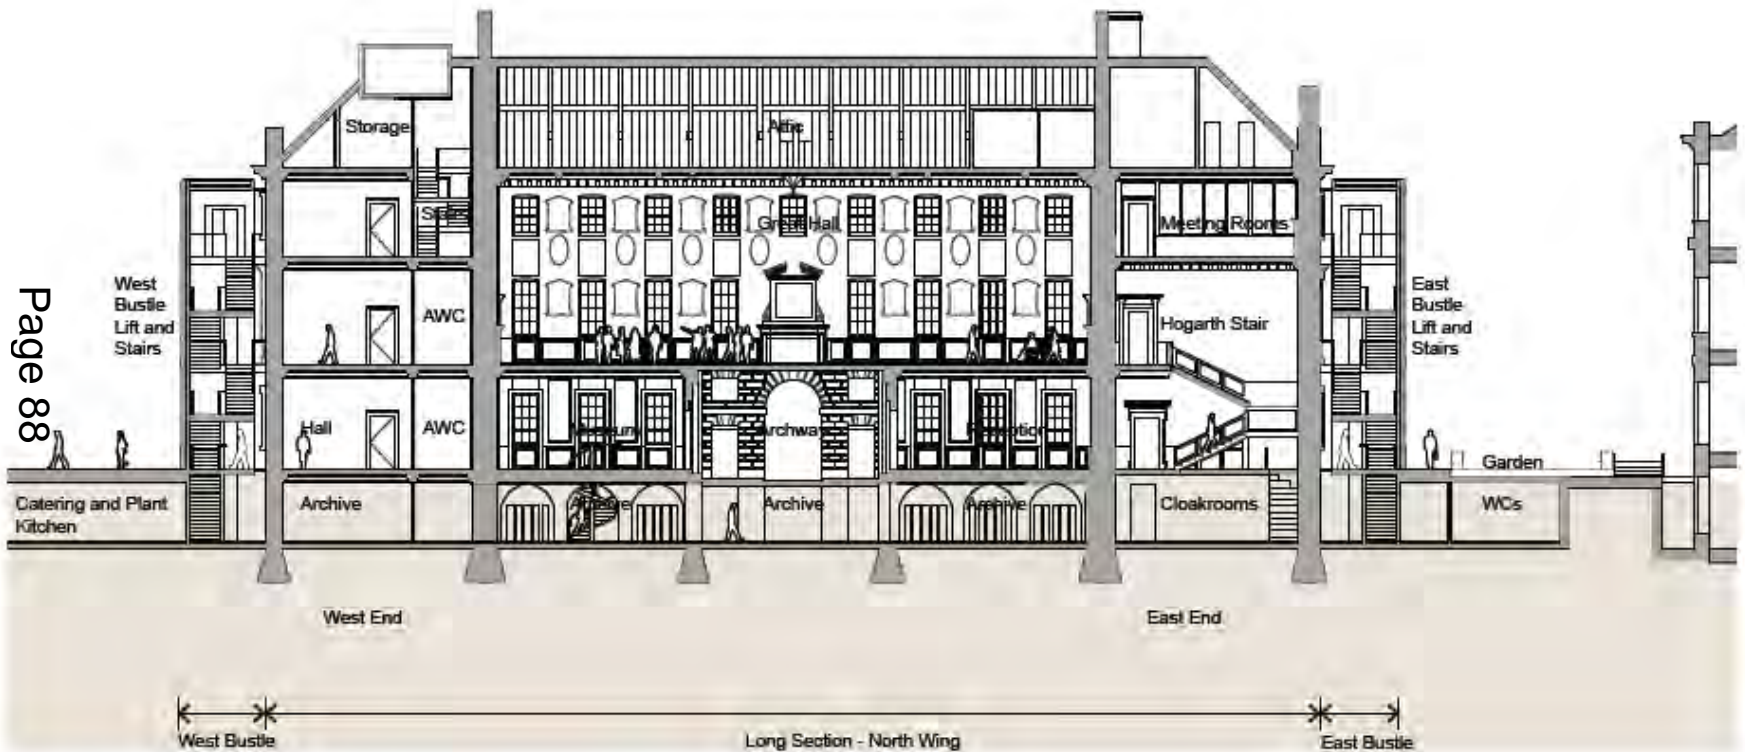 Page 88
Storage
Attic
Stairs
Great Hall
Meeting Rooms
West
Bustle
Lift and
Stairs
AWC
Hogarth Stair
East
Bustle
Lift and
Stairs
Hall
AWC
Museum
Archway
Reception
Garden
Catering and Plant
Kitchen
Archive
Archive
Archive
Archive
Cloakrooms
WCs
West End
East End
West Bustle
Long Section - North Wing
East Bustle